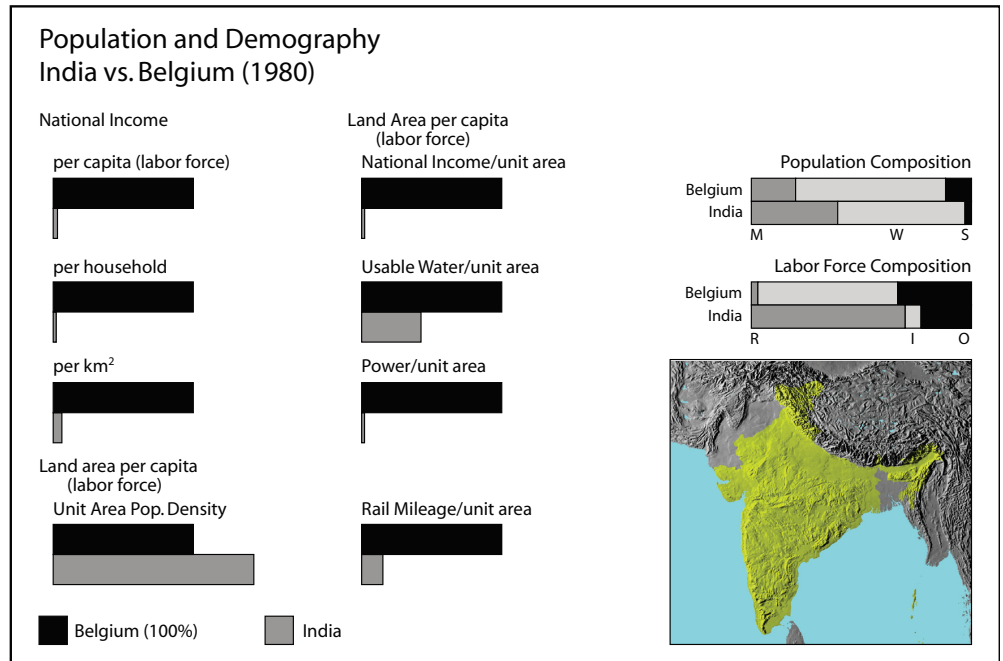 Population and Demography
India vs. Belgium (1980)
National Income
per capita (labor force)
per household
per km²
Land area per capita
(labor force)
Unit Area Pop. Density
Land Area per capita
(labor force)
National Income/unit area
Usable Water/unit area
Power/unit area
Rail Mileage/unit area
Population Composition
Belgium
India
M W S
Labor Force Composition
Belgium
India
R I O
Belgium (100%) India